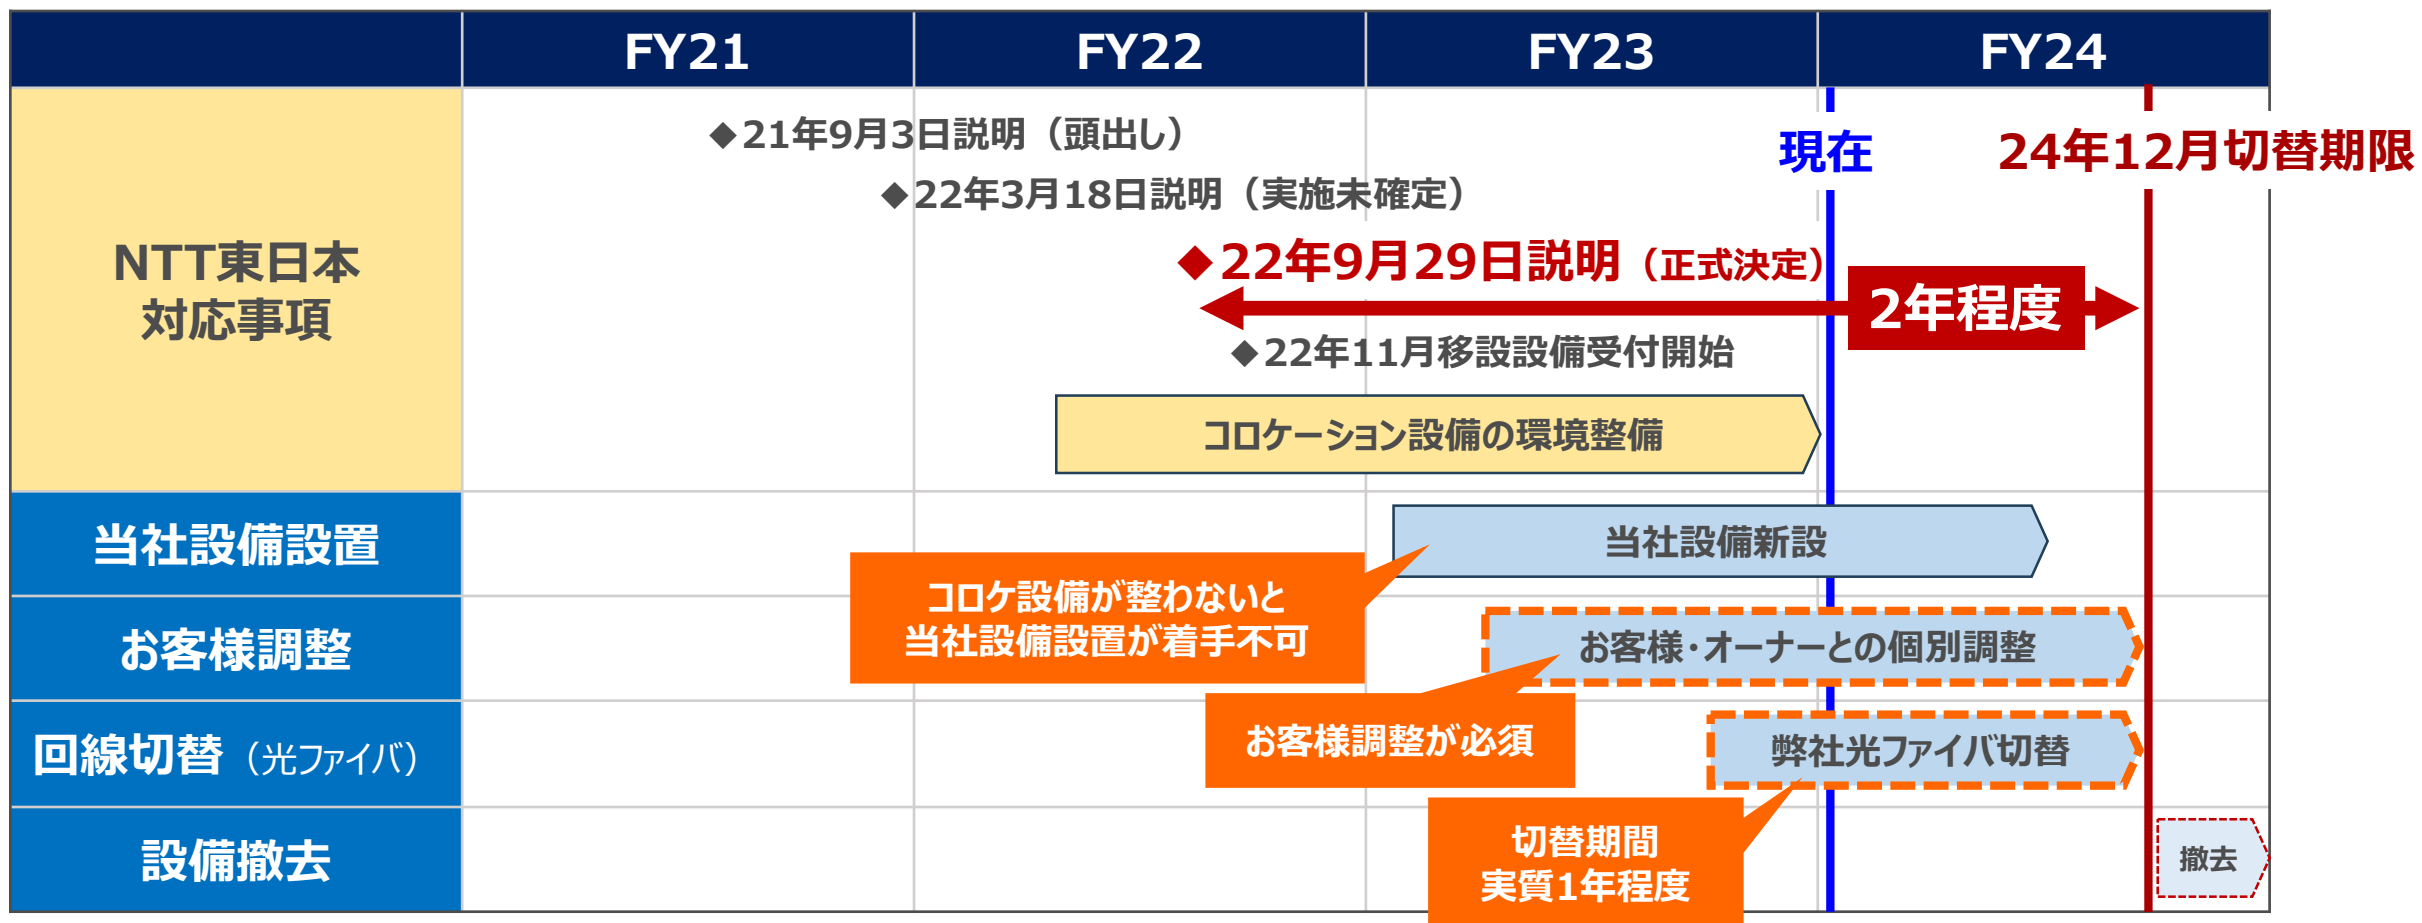 FY21 FY22 FY23 FY24
NTT東日本
対応事項
◆21年9月3日説明（頭出し）
◆22年3月18日説明（実施未確定）
現在
24年12月切替期限
◆22年9月29日説明（正式決定）
2年程度
◆22年11月移設設備受付開始
コロケーション設備の環境整備
当社設備設置
当社設備新設
コロケ設備が整わないと
当社設備設置が着手不可
お客様調整
お客様・オーナーとの個別調整
お客様調整が必須
回線切替（光ファイバ）
弊社光ファイバ切替
切替期間
実質1年程度
設備撤去
撤去